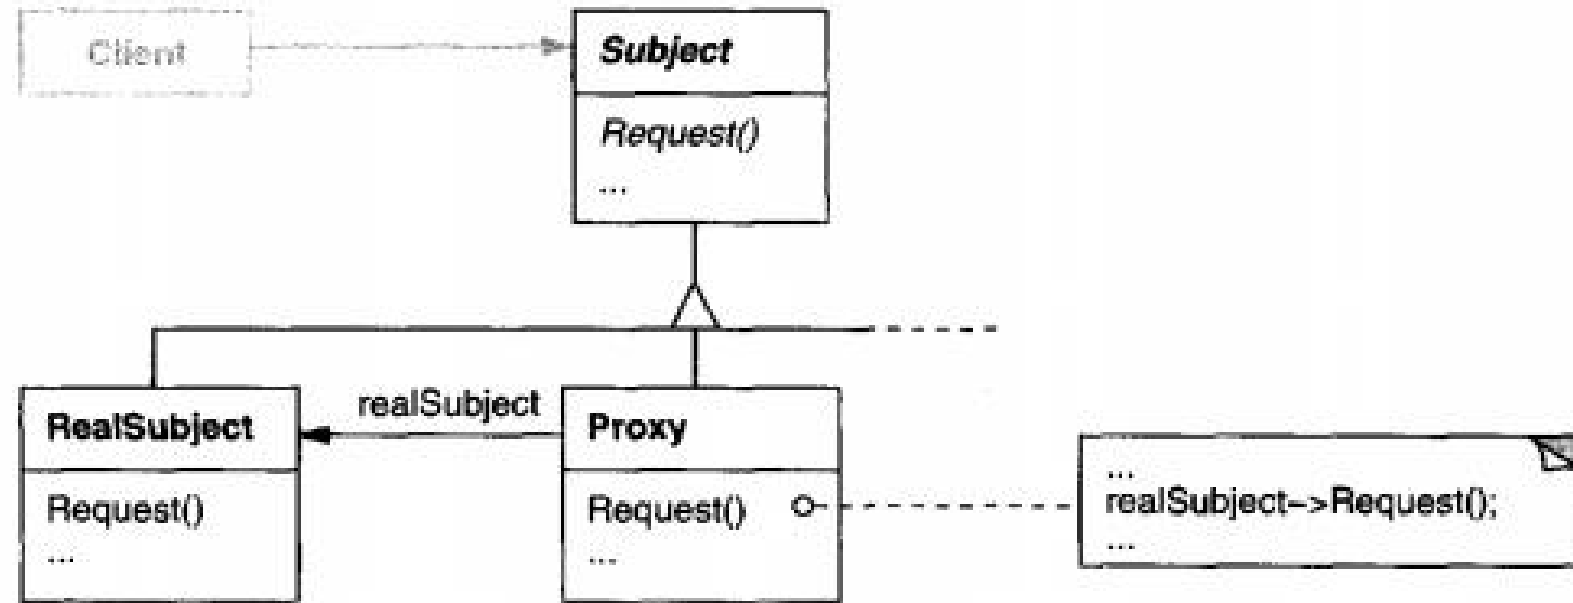 Client
Subject
Request()
...
realSubject
RealSubject
Request()
...
Proxy
Request()
...
...
realSubject->Request();
...